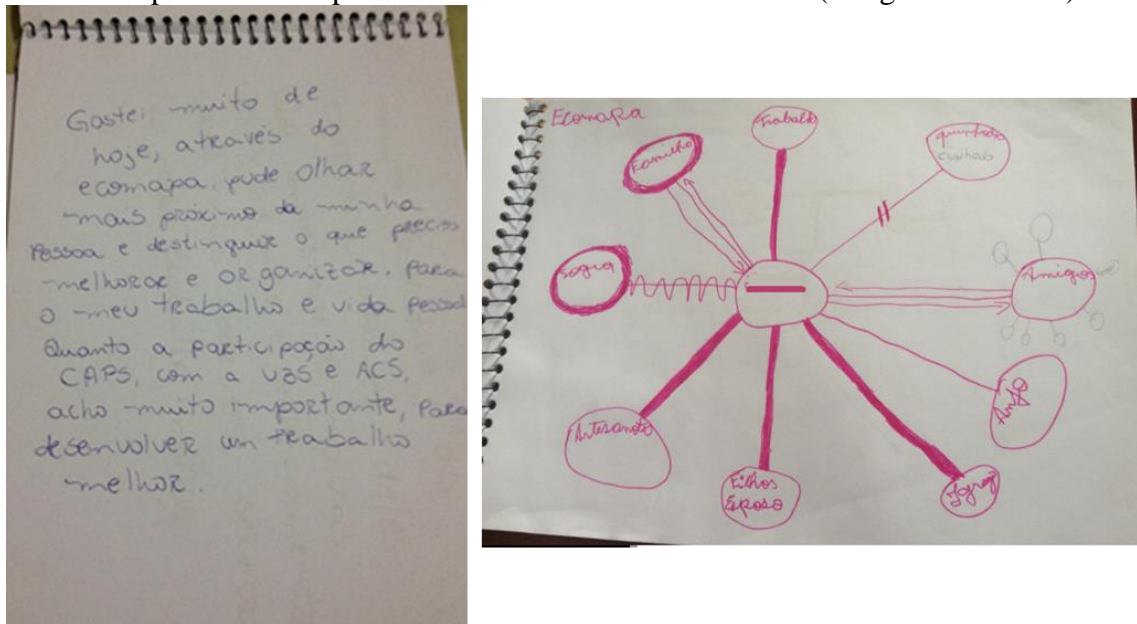 Gostei muito de
hoje, através do
ecomapa, pude olhar
mais próximo da minha
Pessoa e destinguir o que preciso
melhorar e organizar. Para
o meu trabalho e vida pessoal
Quanto a participação do
CAPS, com a UBS e ACS,
acho muito importante, Para
desenvolver um trabalho
melhor.
Ecomapa
Trabalho
Família
cunhada
Sogra
Amigos
Artesanato
Filhos
Esposo
Igreja